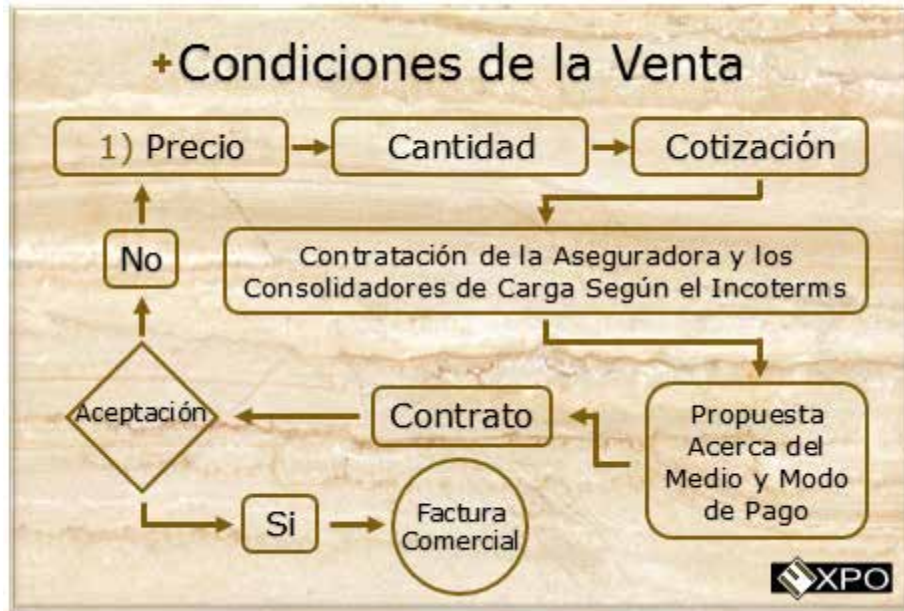 +Condiciones de la Venta
1) Precio
Cantidad
Cotización
No
Contratación de la Aseguradora y los
Consolidadores de Carga Según el Incoterms
Aceptación
Contrato
Propuesta
Acerca del
Medio y Modo
de Pago
Si
Factura
Comercial
EXPO